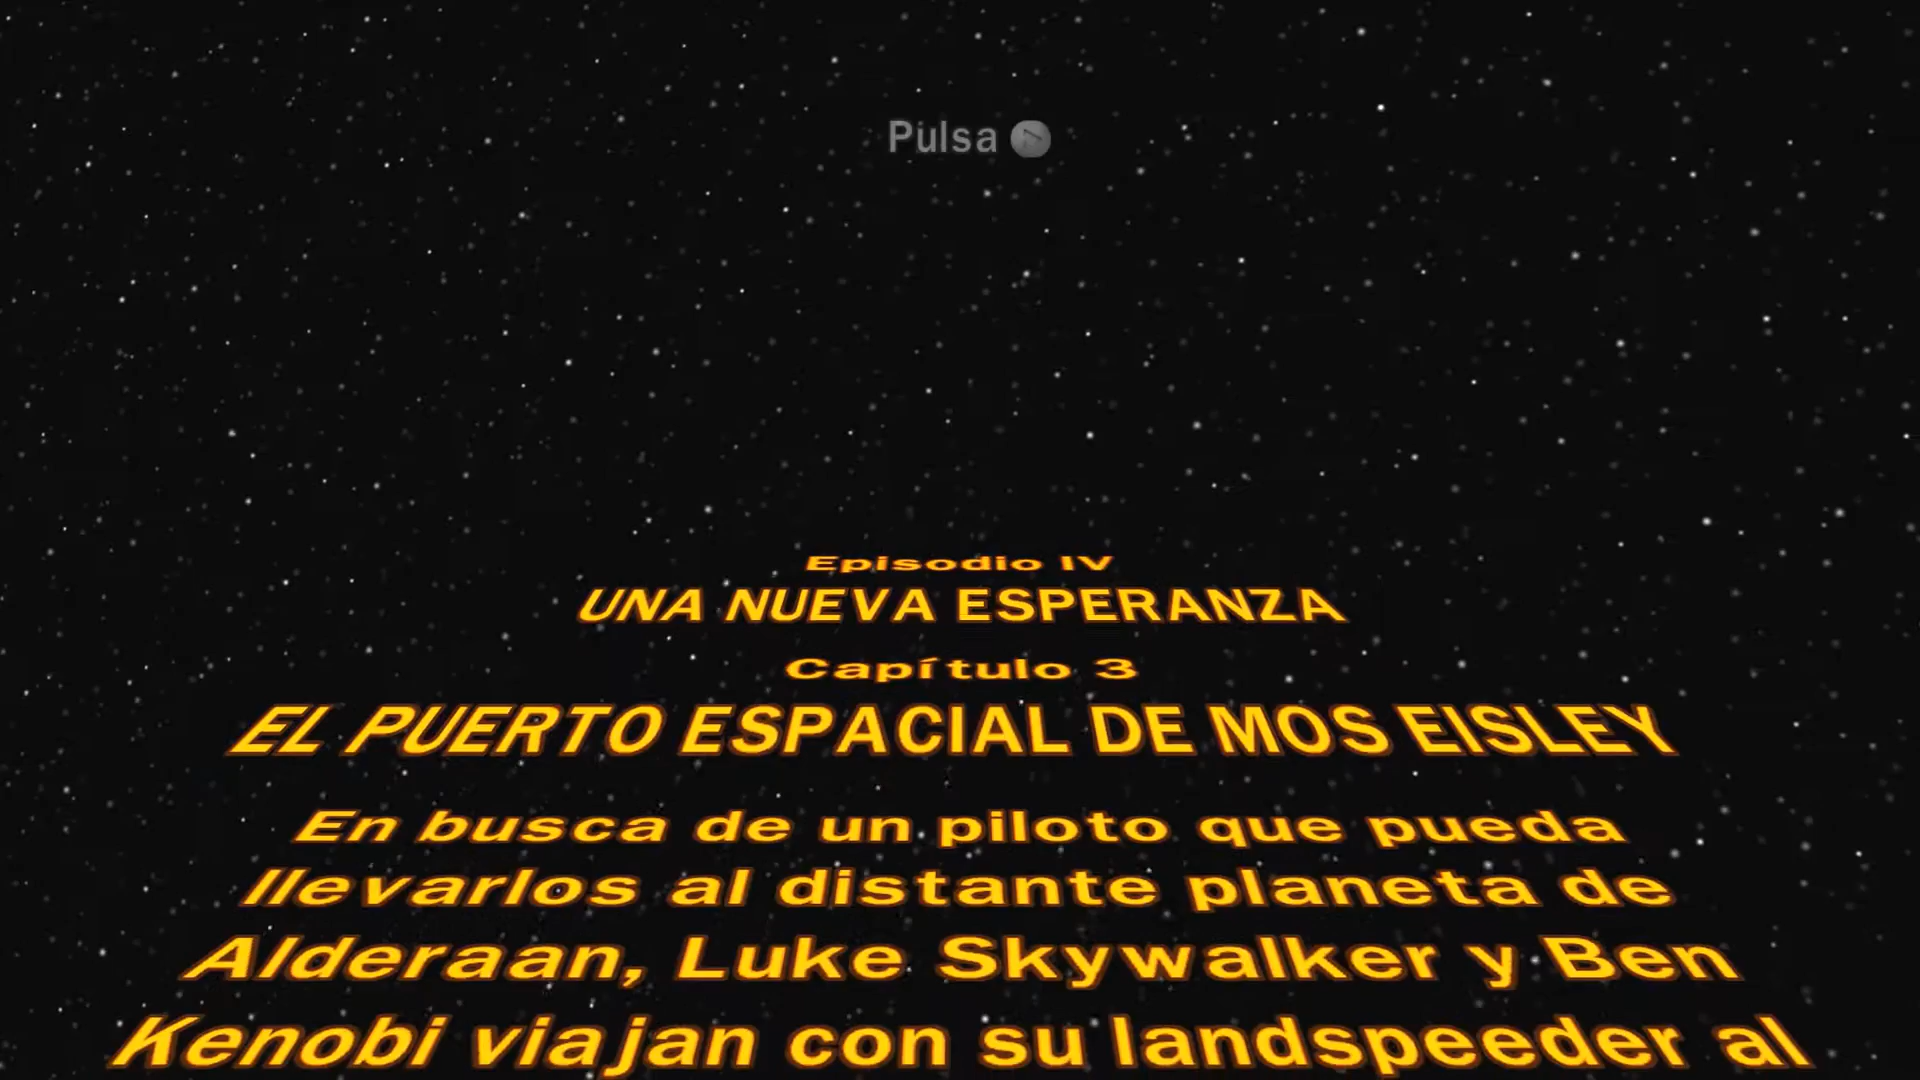 Pulsa
Episodio IV
UNA NUEVA ESPERANZA
Capítulo 3
EL PUERTO ESPACIAL DE MOS EISLEY
En busca de un piloto que pueda
llevarlos al distante planeta de
Alderaan, Luke Skywalker y Ben
Kenobi viajan con su landspeeder al